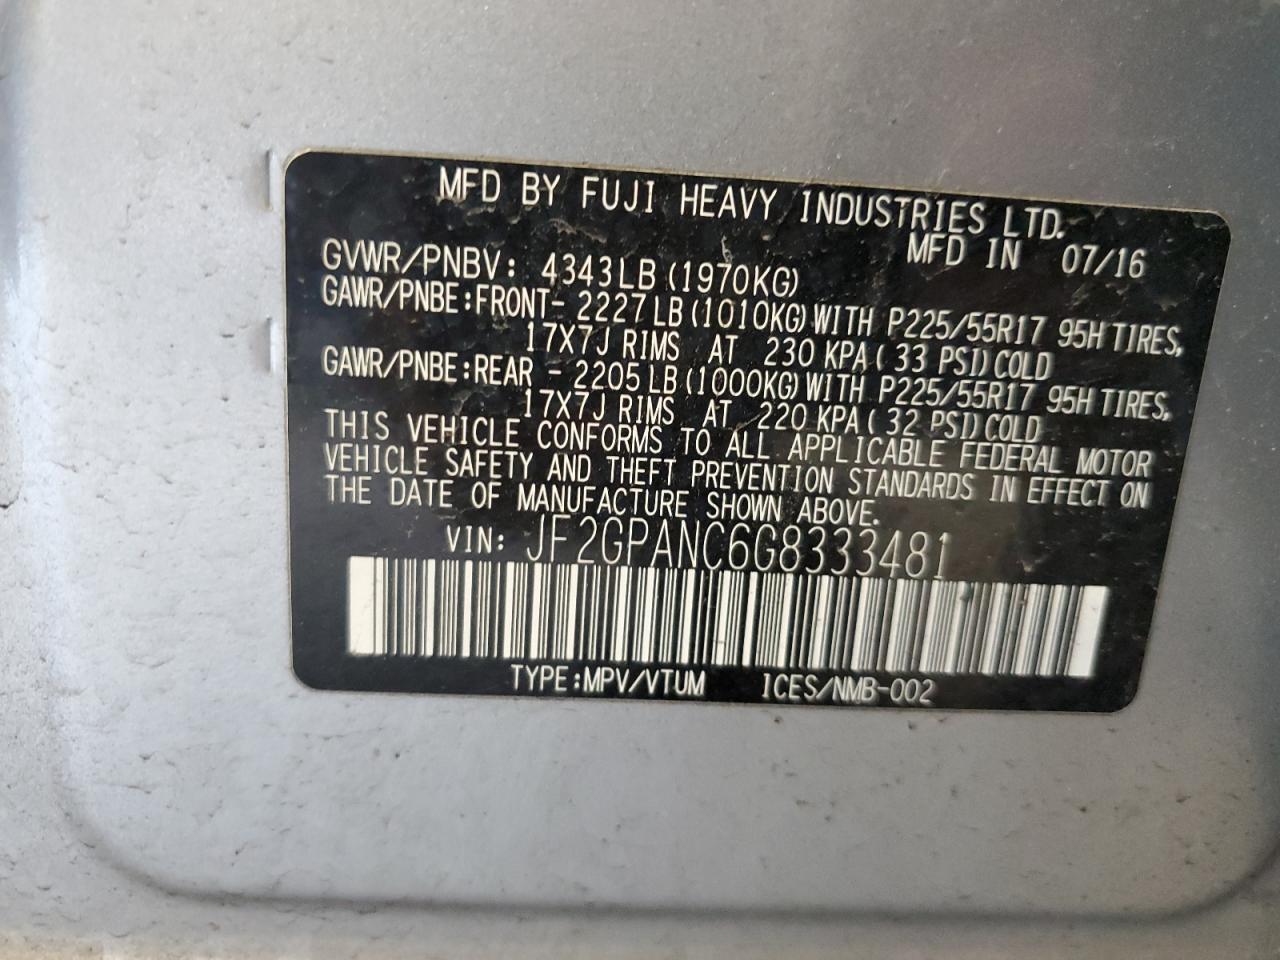 MFD BY FUJI HEAVY INDUSTRIES LTD.
MFD IN 07/16
GVWR/PNBV: 4343LB (1970KG)
GAWR/PNBE:FRONT- 2227LB (1010KG) WITH P225/55R17 95H TIRES,
17X7J RIMS AT 230 KPA ( 33 PSI) COLD
GAWR/PNBE:REAR - 2205LB (1000KG) WITH P225/55R17 95H TIRES,
17X7J RIMS AT 220 KPA ( 32 PSI) COLD
THIS VEHICLE CONFORMS TO ALL APPLICABLE FEDERAL MOTOR
VEHICLE SAFETY AND THEFT PREVENTION STANDARDS IN EFFECT ON
THE DATE OF MANUFACTURE SHOWN ABOVE.
VIN: JF2GPANC6G8333481
TYPE:MPV/VTUM ICES/NMB-002